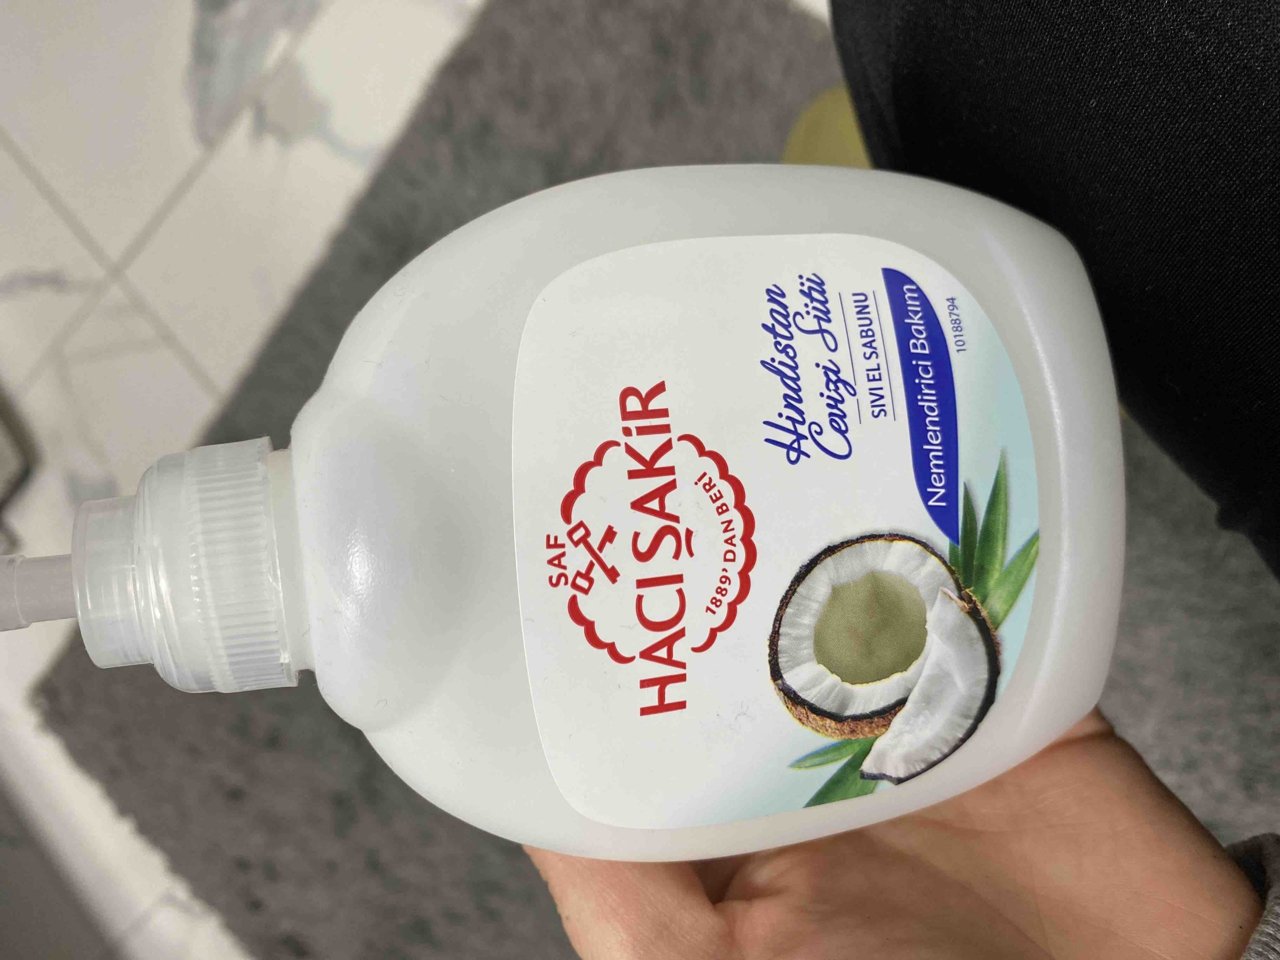 SAF
HACI ŞAKİR
1889' DAN BERİ
Hindistan
Cevizi Sütü
SIVI EL SABUNU
Nemlendirici Bakım
10188794